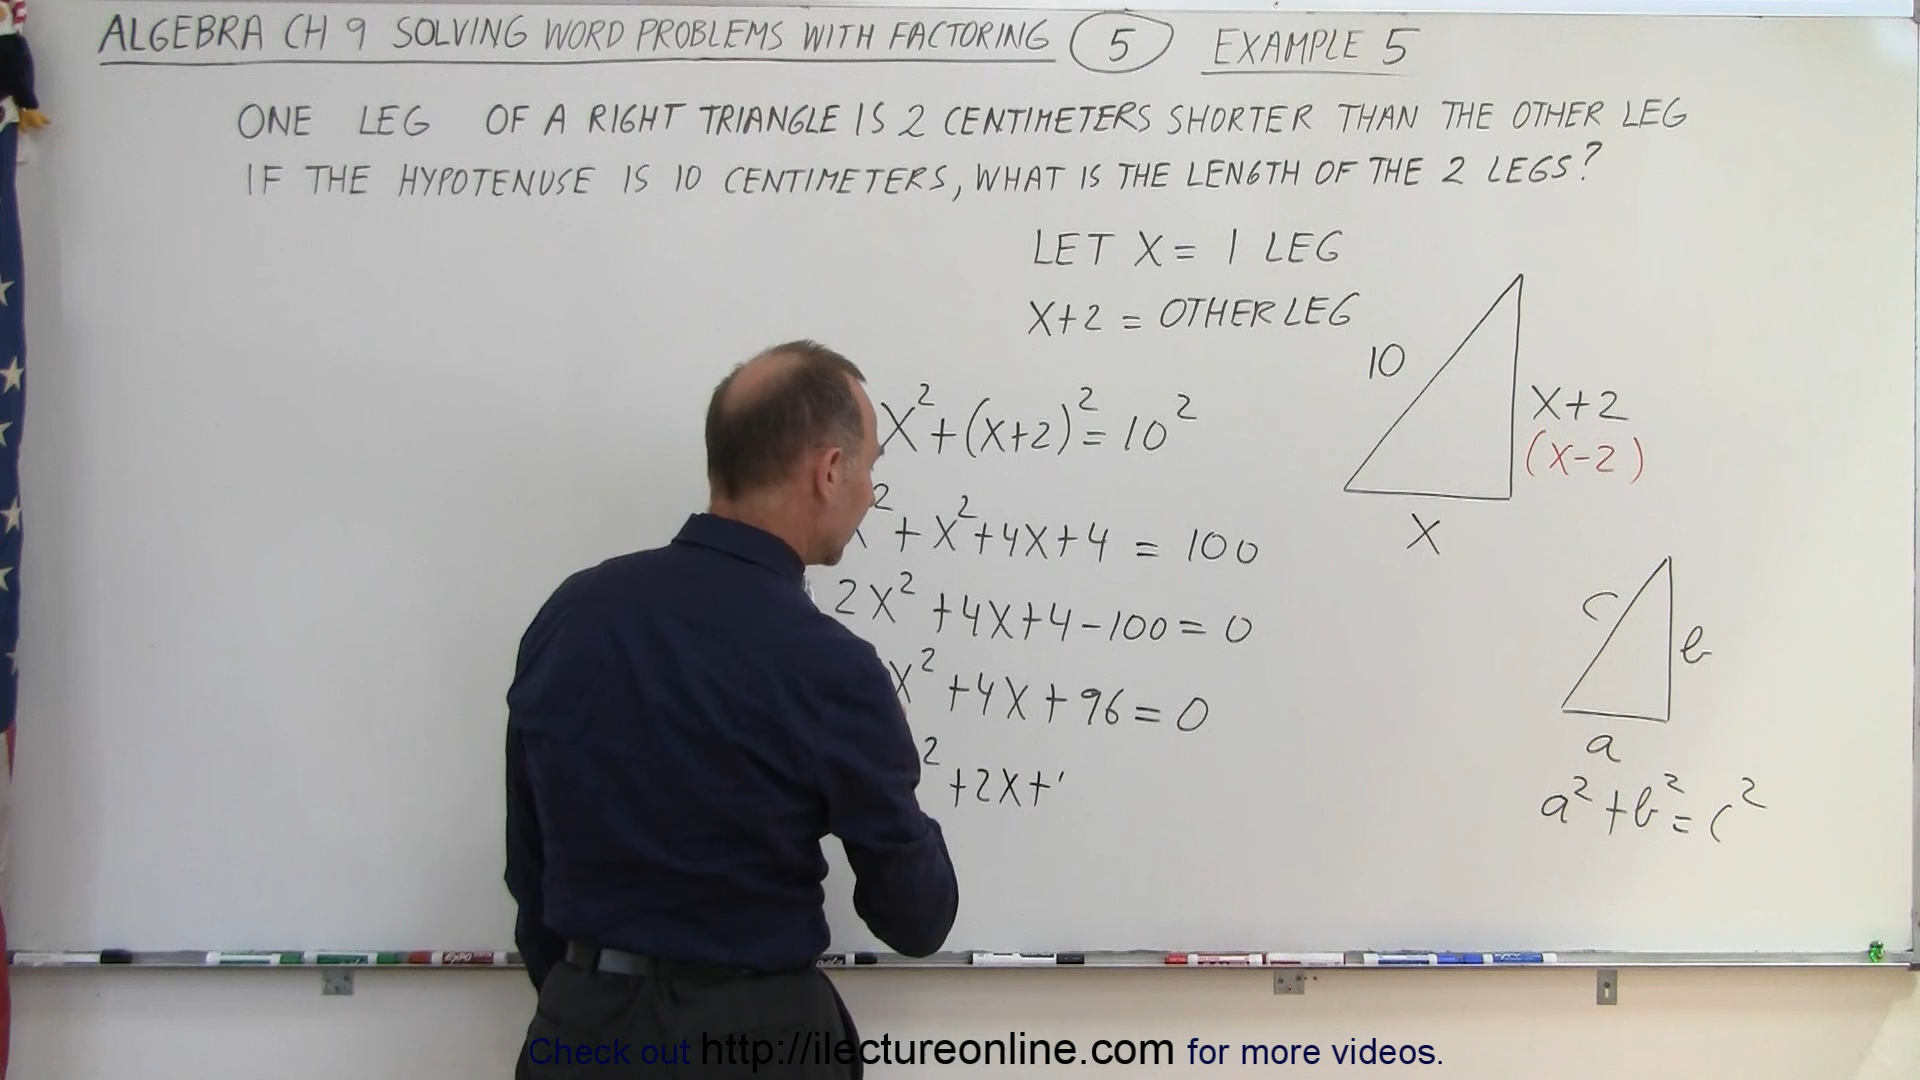 ALGEBRA CH 9 SOLVING WORD PROBLEMS WITH FACTORING 5 EXAMPLE 5
ONE LEG OF A RIGHT TRIANGLE IS 2 CENTIMETERS SHORTER THAN THE OTHER LEG
IF THE HYPOTENUSE IS 10 CENTIMETERS, WHAT IS THE LENGTH OF THE 2 LEGS?
LET X = 1 LEG
X+2 = OTHER LEG
10
X+2
(X-2)
X
X² + (X+2)² = 10²
² + X² + 4X + 4 = 100
2X² + 4X + 4 - 100 = 0
X² + 4X + 96 = 0
² + 2X +
c
b
a
a² + b² = c²
EXPO
Check out http://ilectureonline.com for more videos.